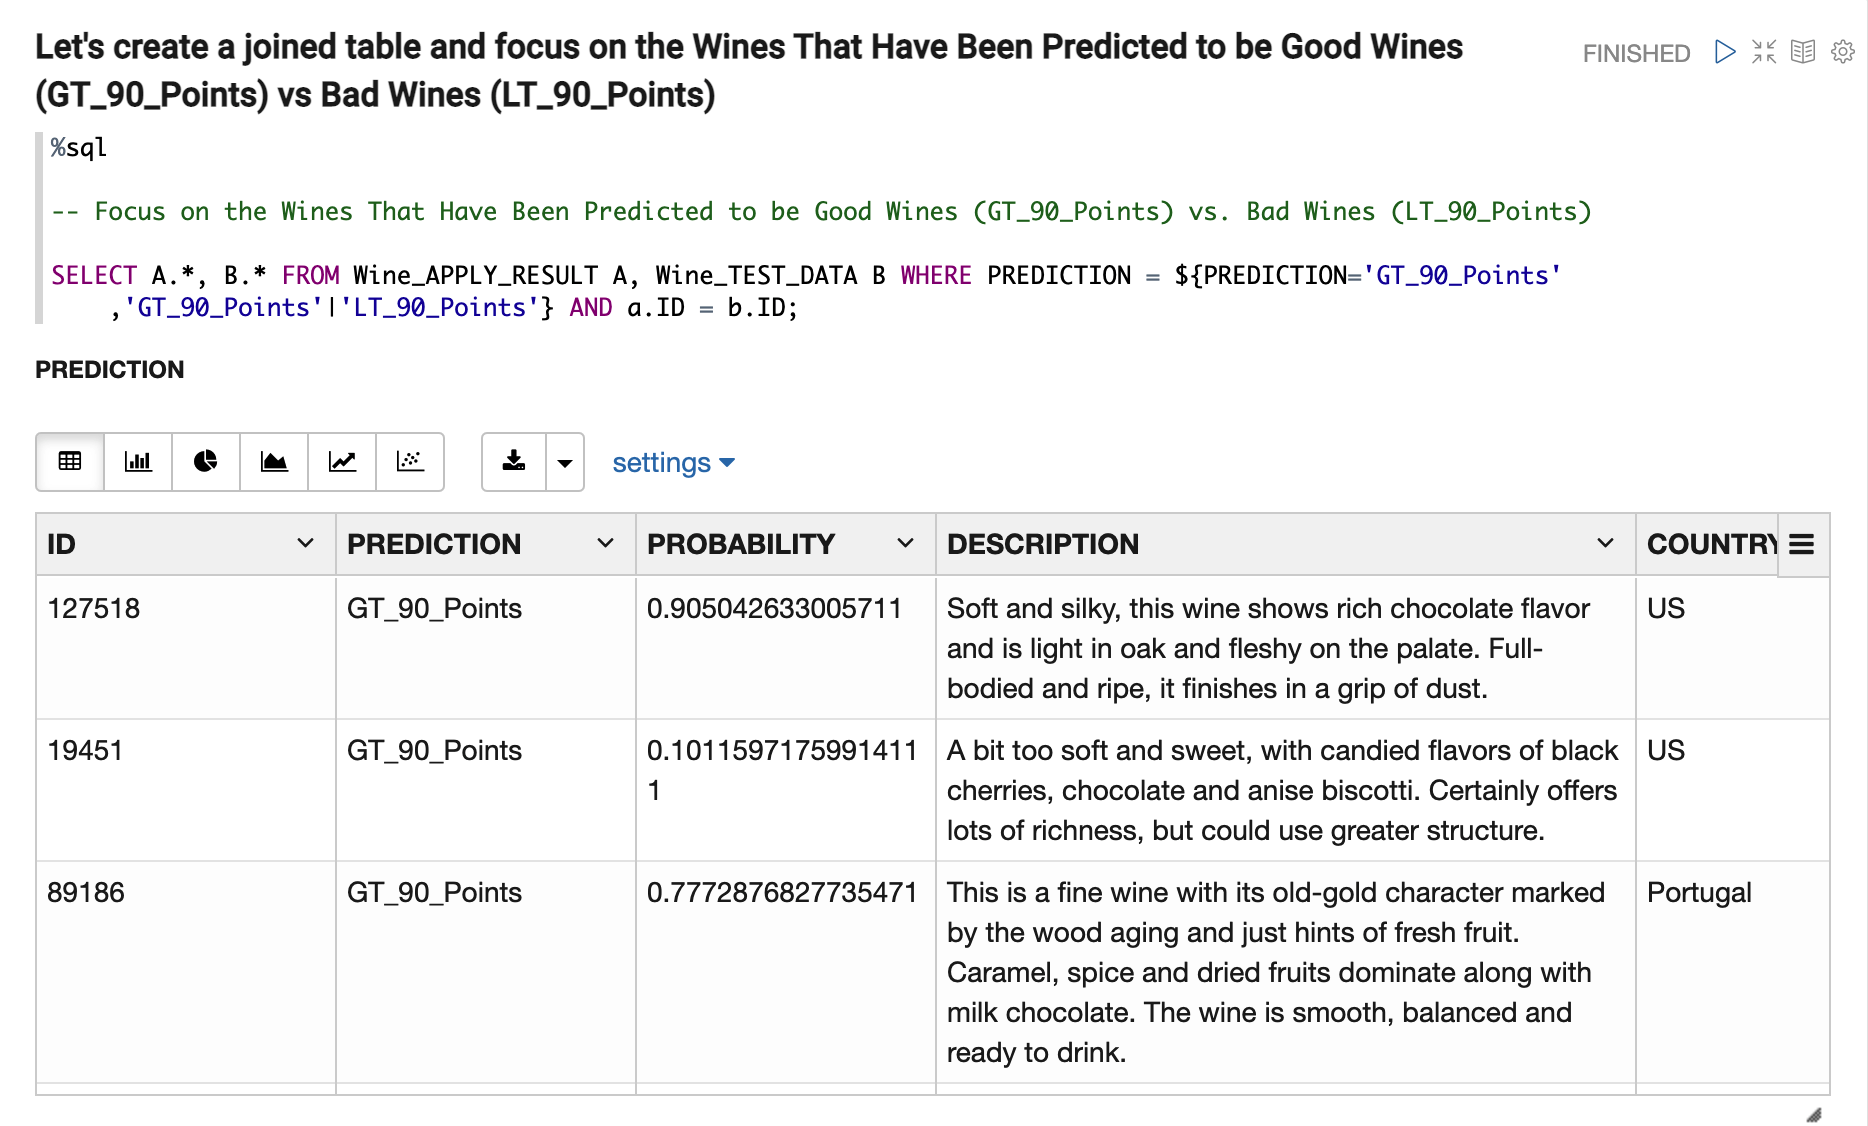 Let's create a joined table and focus on the Wines That Have Been Predicted to be Good Wines
(GT_90_Points) vs Bad Wines (LT_90_Points)
FINISHED
%sql
-- Focus on the Wines That Have Been Predicted to be Good Wines (GT_90_Points) vs. Bad Wines (LT_90_Points)
SELECT A.*, B.* FROM Wine_APPLY_RESULT A, Wine_TEST_DATA B WHERE PREDICTION = ${PREDICTION='GT_90_Points'
,'GT_90_Points'|'LT_90_Points'} AND a.ID = b.ID;
PREDICTION
settings
ID PREDICTION PROBABILITY DESCRIPTION COUNTRY
127518 GT_90_Points 0.905042633005711 Soft and silky, this wine shows rich chocolate flavor US
and is light in oak and fleshy on the palate. Full-
bodied and ripe, it finishes in a grip of dust.
19451 GT_90_Points 0.1011597175991411 A bit too soft and sweet, with candied flavors of black US
1 cherries, chocolate and anise biscotti. Certainly offers
lots of richness, but could use greater structure.
89186 GT_90_Points 0.7772876827735471 This is a fine wine with its old-gold character marked Portugal
by the wood aging and just hints of fresh fruit.
Caramel, spice and dried fruits dominate along with
milk chocolate. The wine is smooth, balanced and
ready to drink.